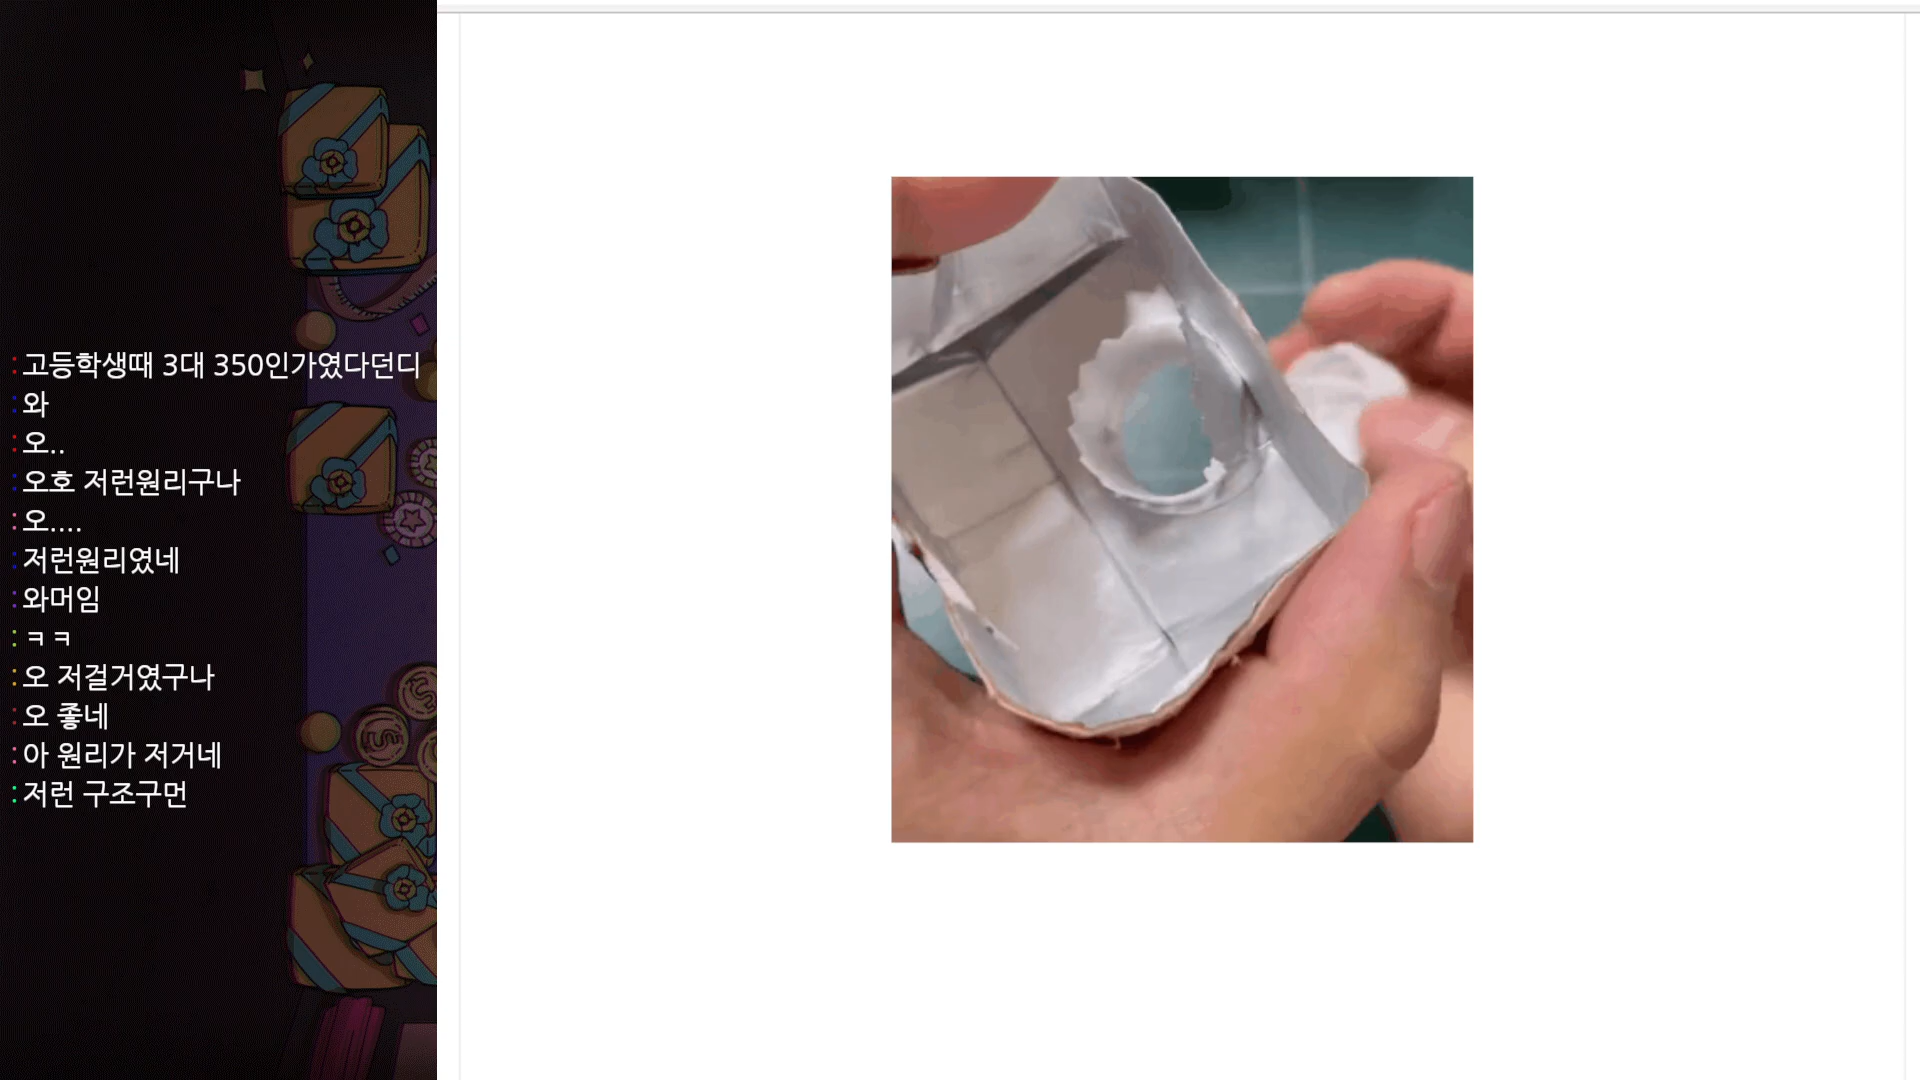 : 고등학생때 3대 350인가였다던디
: 와
: 오..
: 오호 저런원리구나
: 오....
: 저런원리였네
: 와머임
: ㅋㅋ
: 오 저걸거였구나
: 오 좋네
: 아 원리가 저거네
: 저런 구조구먼